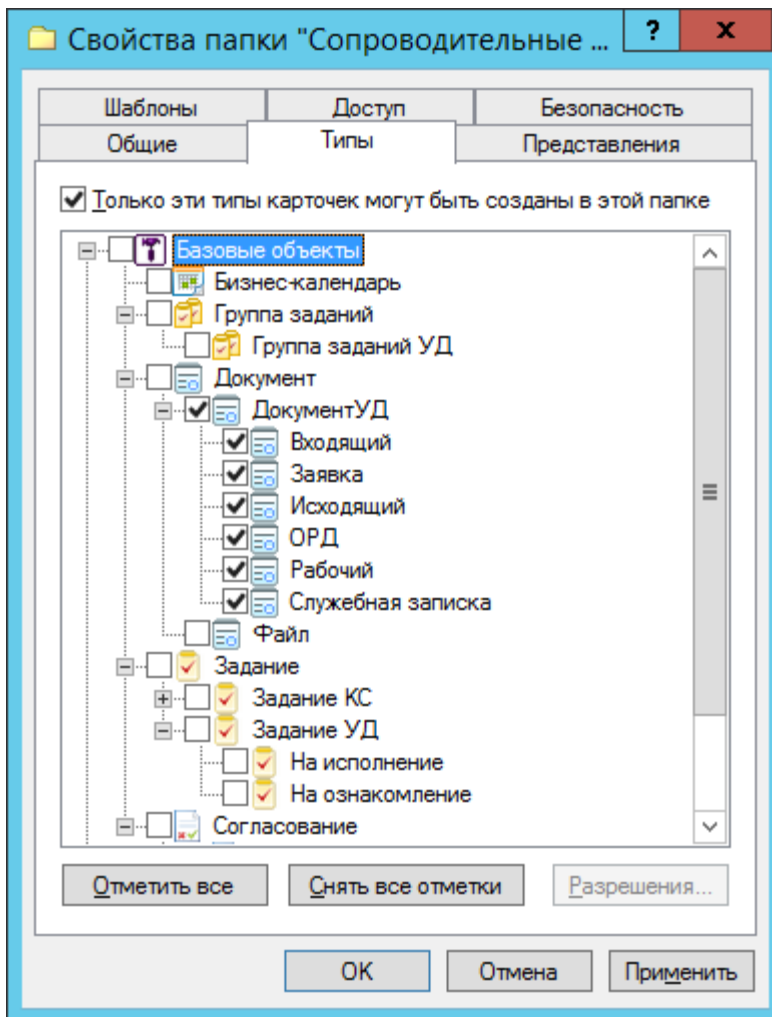 Свойства папки "Сопроводительные ...
?
x
Шаблоны
Доступ
Безопасность
Общие
Типы
Представления
Только эти типы карточек могут быть созданы в этой папке
Базовые объекты
Бизнес-календарь
Группа заданий
Группа заданий УД
Документ
ДокументУД
Входящий
Заявка
Исходящий
ОРД
Рабочий
Служебная записка
Файл
Задание
Задание КС
Задание УД
На исполнение
На ознакомление
Согласование
Отметить все
Снять все отметки
Разрешения...
ОК
Отмена
Применить